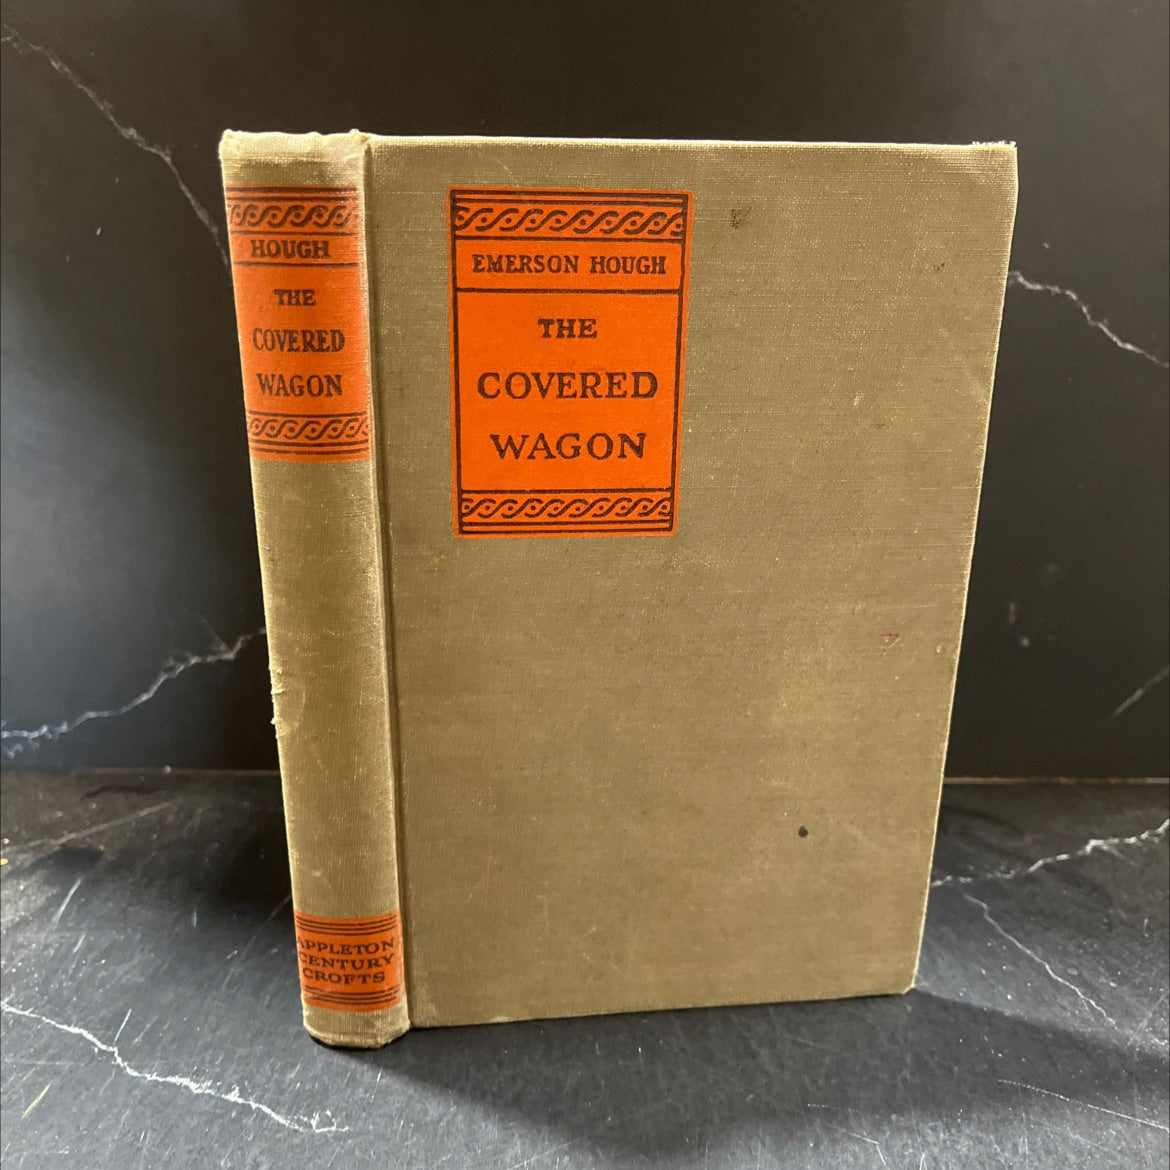 HOUGH
THE
COVERED
WAGON
APPLETON
CENTURY
CROFTS
EMERSON HOUGH
THE
COVERED
WAGON